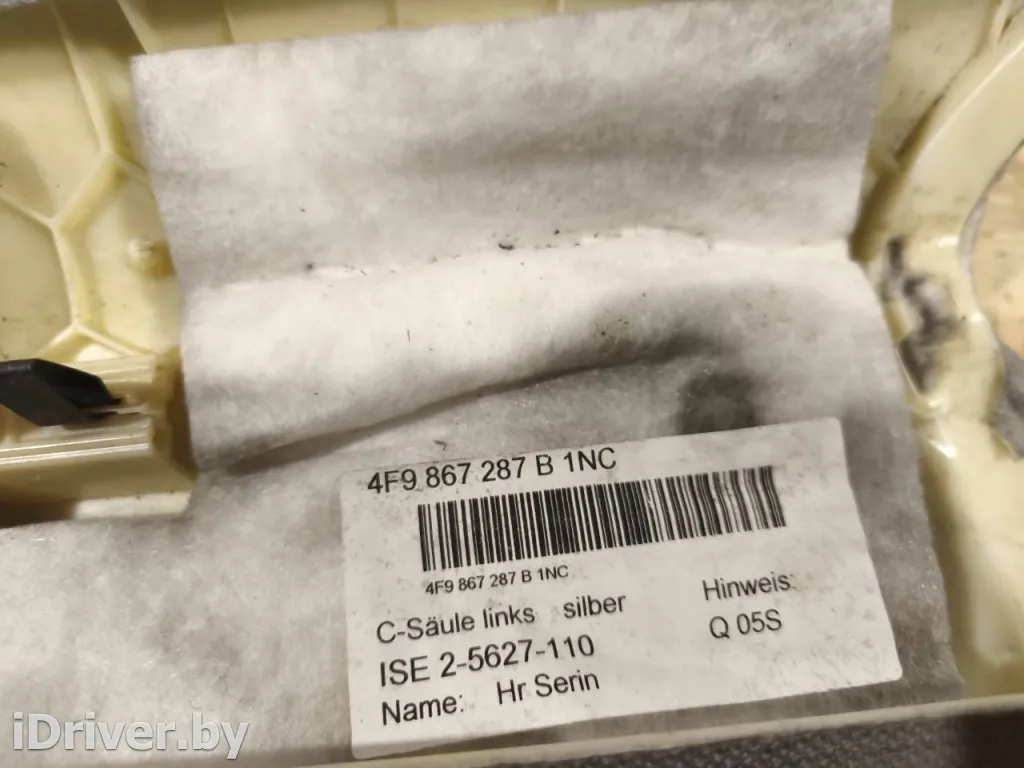 4F9 867 287 B 1NC
4F9 867 287 B 1NC
C-Säule links silber
Hinweis:
ISE 2-5627-110
Q 05S
Name: Hr Serin
iDriver.by